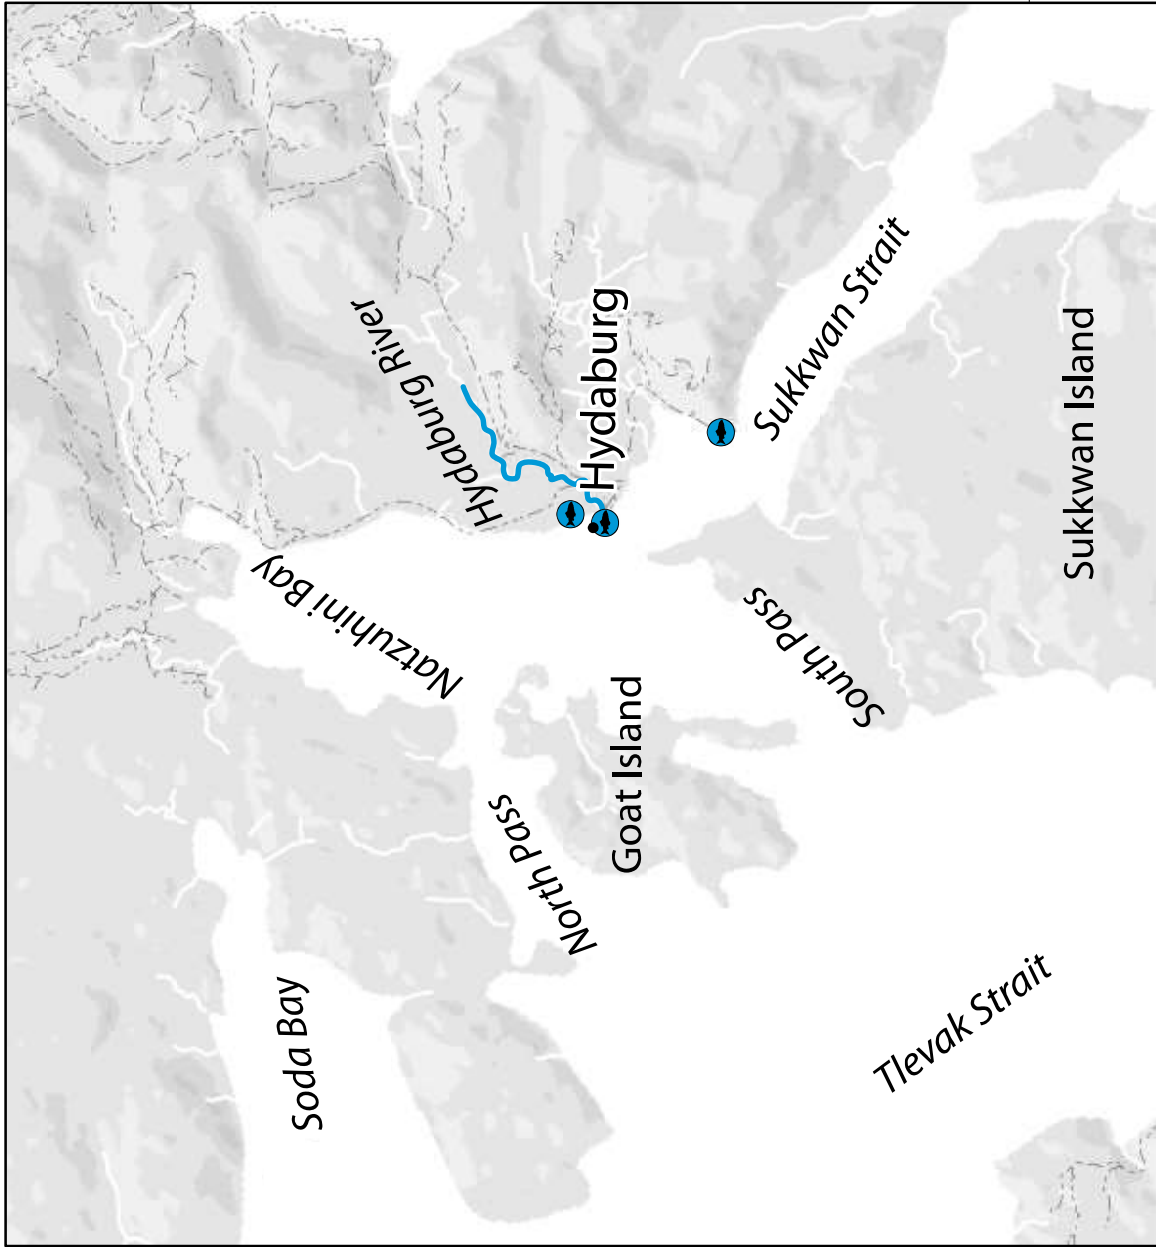 Soda Bay
Natzuhini Bay
North Pass
Hydaburg River
Goat Island
Hydaburg
Tlevak Strait
South Pass
Sukkwan Strait
Sukkwan Island